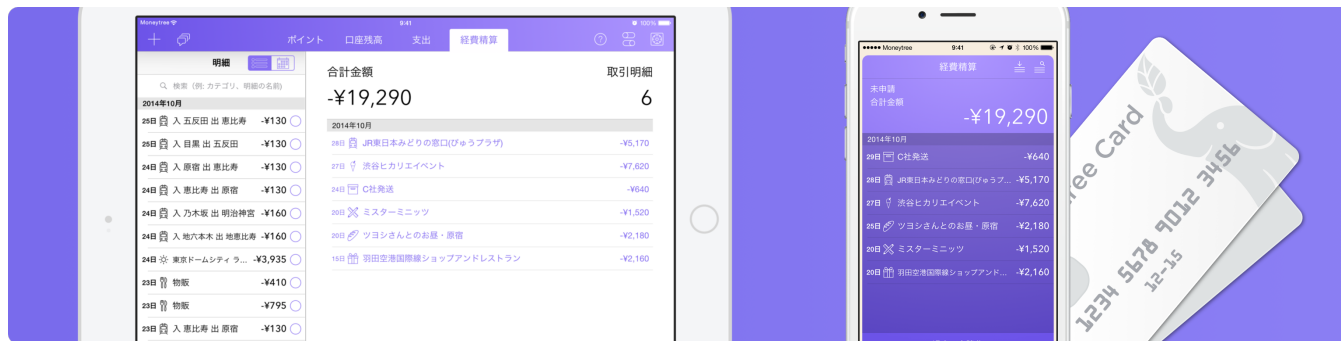 Moneytree 9:41 100%
ポイント 口座残高 支出 経費精算
明細
検索 (例: カテゴリ、明細の名前)
2014年10月
25日 入 五反田 出 恵比寿 -¥130
25日 入 目黒 出 五反田 -¥130
24日 入 原宿 出 恵比寿 -¥130
24日 入 恵比寿 出 原宿 -¥130
24日 入 乃木坂 出 明治神宮 -¥160
24日 入 地六本木 出 地恵比寿 -¥160
24日 東京ドームシティ ラ... -¥3,935
23日 物販 -¥410
23日 物販 -¥795
23日 入 恵比寿 出 原宿 -¥130
合計金額 取引明細
-¥19,290 6
2014年10月
28日 JR東日本みどりの窓口(びゅうプラザ) -¥5,170
27日 渋谷ヒカリエイベント -¥7,620
24日 C社発送 -¥640
20日 ミスターミニッツ -¥1,520
20日 ツヨシさんとのお昼・原宿 -¥2,180
15日 羽田空港国際線ショップアンドレストラン -¥2,160
Moneytree 9:41 100%
経費精算
未申請
合計金額
-¥19,290
2014年10月
29日 C社発送 -¥640
28日 JR東日本みどりの窓口(びゅうプ... -¥5,170
27日 渋谷ヒカリエイベント -¥7,620
25日 ツヨシさんとのお昼・原宿 -¥2,180
20日 ミスターミニッツ -¥1,520
20日 羽田空港国際線ショップアンド... -¥2,160
ree Card
1234 5678 9012 3456
12-15